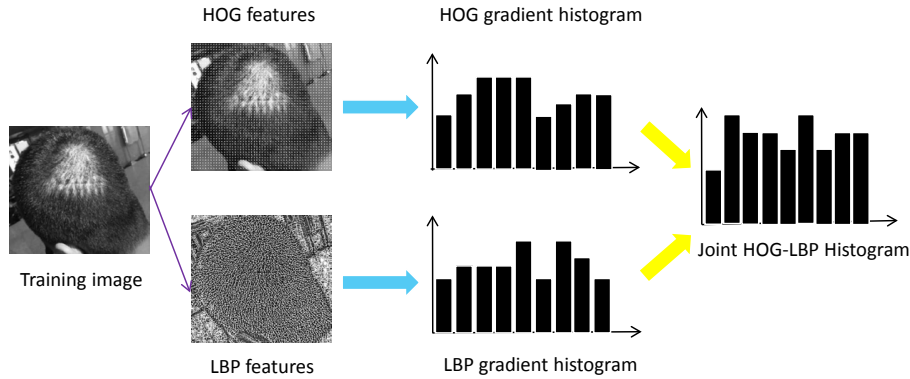 HOG features
HOG gradient histogram
Training image
Joint HOG-LBP Histogram
LBP features
LBP gradient histogram